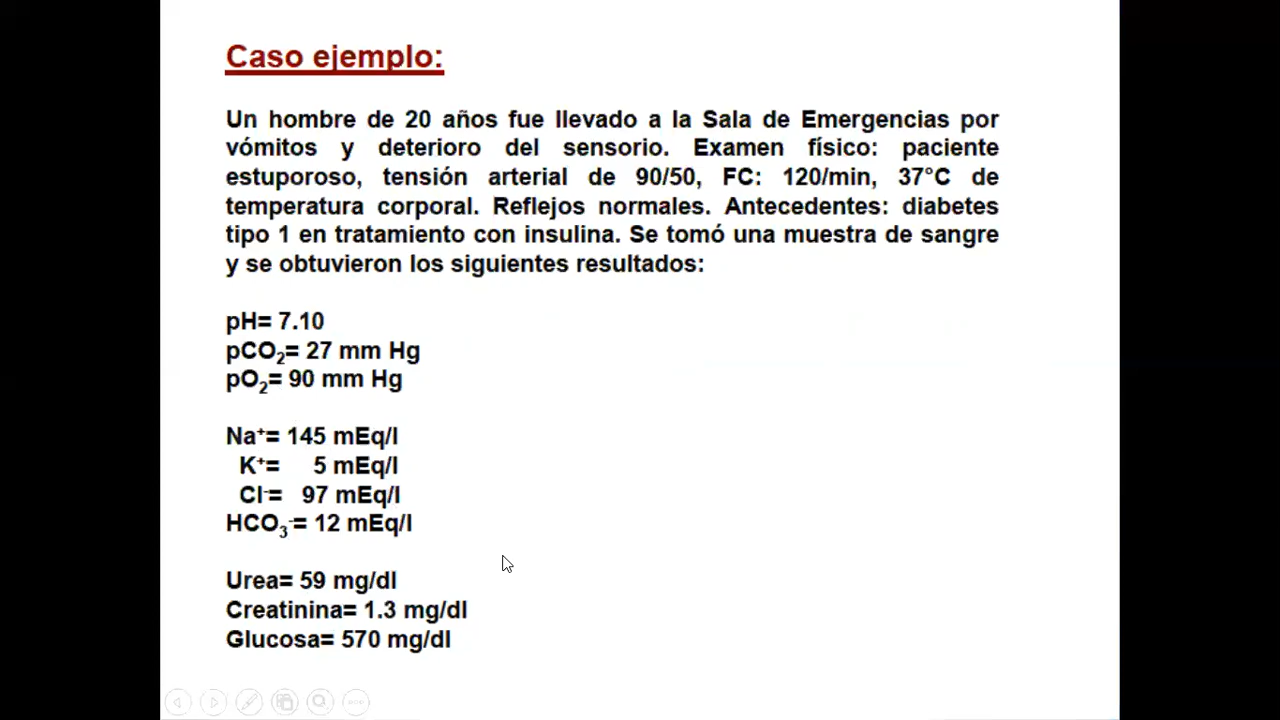 Caso ejemplo:
Un hombre de 20 años fue llevado a la Sala de Emergencias por
vómitos y deterioro del sensorio. Examen físico: paciente
estuporoso, tensión arterial de 90/50, FC: 120/min, 37°C de
temperatura corporal. Reflejos normales. Antecedentes: diabetes
tipo 1 en tratamiento con insulina. Se tomó una muestra de sangre
y se obtuvieron los siguientes resultados:
pH= 7.10
pCO₂= 27 mm Hg
pO₂= 90 mm Hg
Na⁺= 145 mEq/l
K⁺= 5 mEq/l
Cl⁻= 97 mEq/l
HCO₃⁻= 12 mEq/l
Urea= 59 mg/dl
Creatinina= 1.3 mg/dl
Glucosa= 570 mg/dl